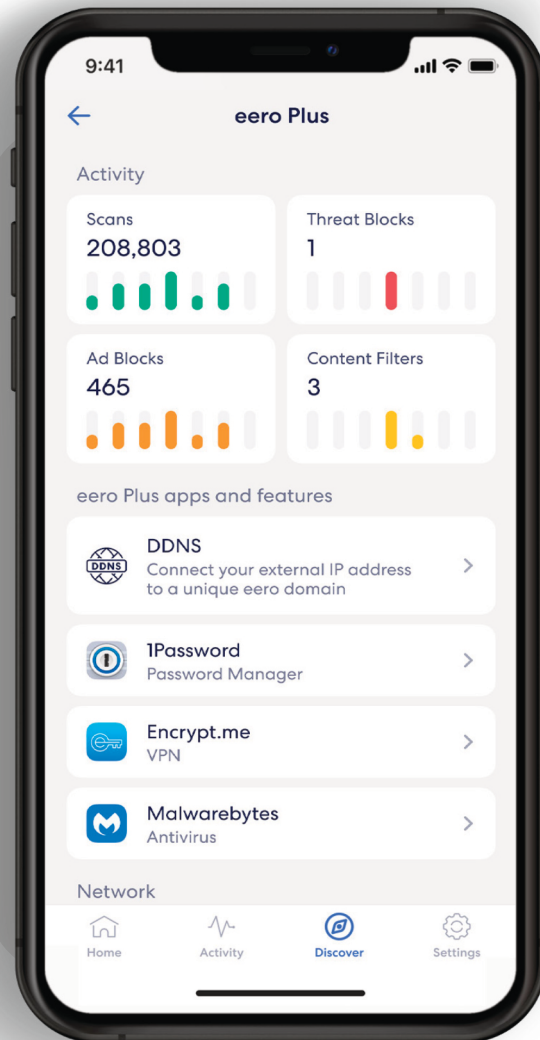 9:41
eero Plus
Activity
Scans
208,803
Threat Blocks
1
Ad Blocks
465
Content Filters
3
eero Plus apps and features
DDNS
DDNS
Connect your external IP address
to a unique eero domain
1Password
Password Manager
Encrypt.me
VPN
Malwarebytes
Antivirus
Network
Home
Activity
Discover
Settings